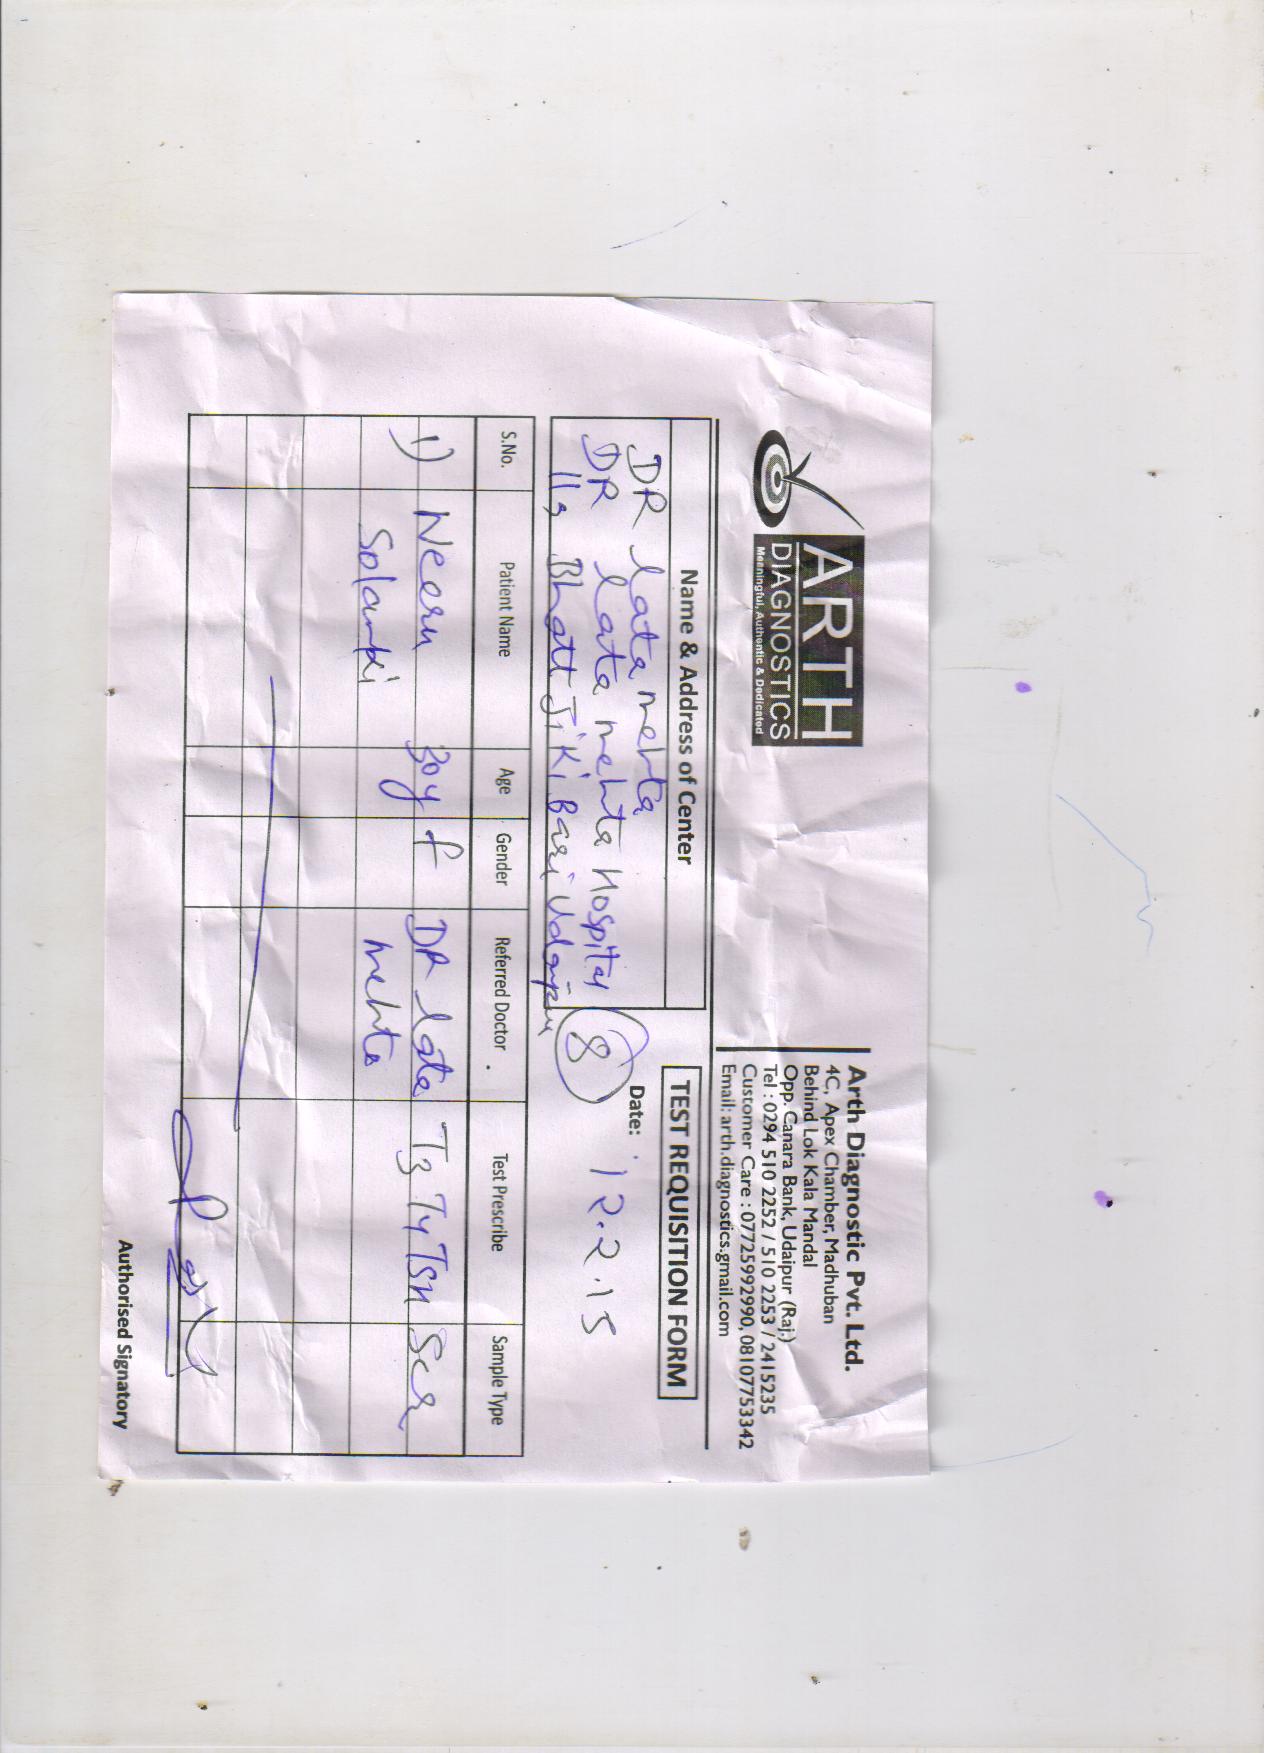 ARTH
DIAGNOSTICS
Meaningful, Authentic & Dedicated
Arth Diagnostic Pvt. Ltd.
4C, Apex Chamber, Madhuban
Behind Lok Kala Mandal
Opp. Canara Bank, Udaipur (Raj.)
Tel : 0294 510 2252 / 510 2253 / 2415235
Customer Care : 07725992990, 08107753342
Email: arth.diagnostics.gmail.com
Name & Address of Center
DR lata mehta
DR lata mehta Hospital
113 Bhatt Ji Ki Bari Udaipur
8
TEST REQUISITION FORM
Date: 12.2.15
S.No. Patient Name Age Gender Referred Doctor Test Prescribe Sample Type
1) Neeru 30y f DR lata T3 T4 TSH Ser
Solanki mehta
Authorised Signatory